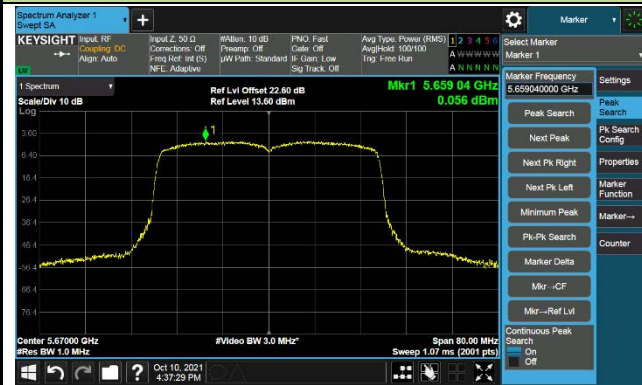 Spectrum Analyzer 1
Swept SA
Marker
KEYSIGHT
Input: RF
Coupling: DC
Align: Auto
Input Z: 50 Ω
Corrections: Off
Freq Ref: Int (S)
NFE: Adaptive
#Atten: 10 dB
Preamp: Off
µW Path: Standard
PNO: Fast
Gate: Off
IF Gain: Low
Sig Track: Off
Avg Type: Power (RMS)
Avg|Hold: 100/100
Trig: Free Run
1 2 3 4 5 6
A W W W W W
A N N N N N
Select Marker
Marker 1
1 Spectrum
Scale/Div 10 dB
Log
Ref Lvl Offset 22.60 dB
Ref Level 13.60 dBm
Mkr1 5.659 04 GHz
0.056 dBm
1
3.60
-6.40
-16.4
-26.4
-36.4
-46.4
-56.4
-66.4
-76.4
Center 5.67000 GHz
#Res BW 1.0 MHz
#Video BW 3.0 MHz*
Span 80.00 MHz
Sweep 1.07 ms (2001 pts)
Marker Frequency
5.659040000 GHz
Peak Search
Next Peak
Next Pk Right
Next Pk Left
Minimum Peak
Pk-Pk Search
Marker Delta
Mkr→CF
Mkr→Ref Lvl
Continuous Peak
Search
On
Off
Settings
Peak
Search
Pk Search
Config
Properties
Marker
Function
Marker→
Counter
Oct 10, 2021
4:37:29 PM